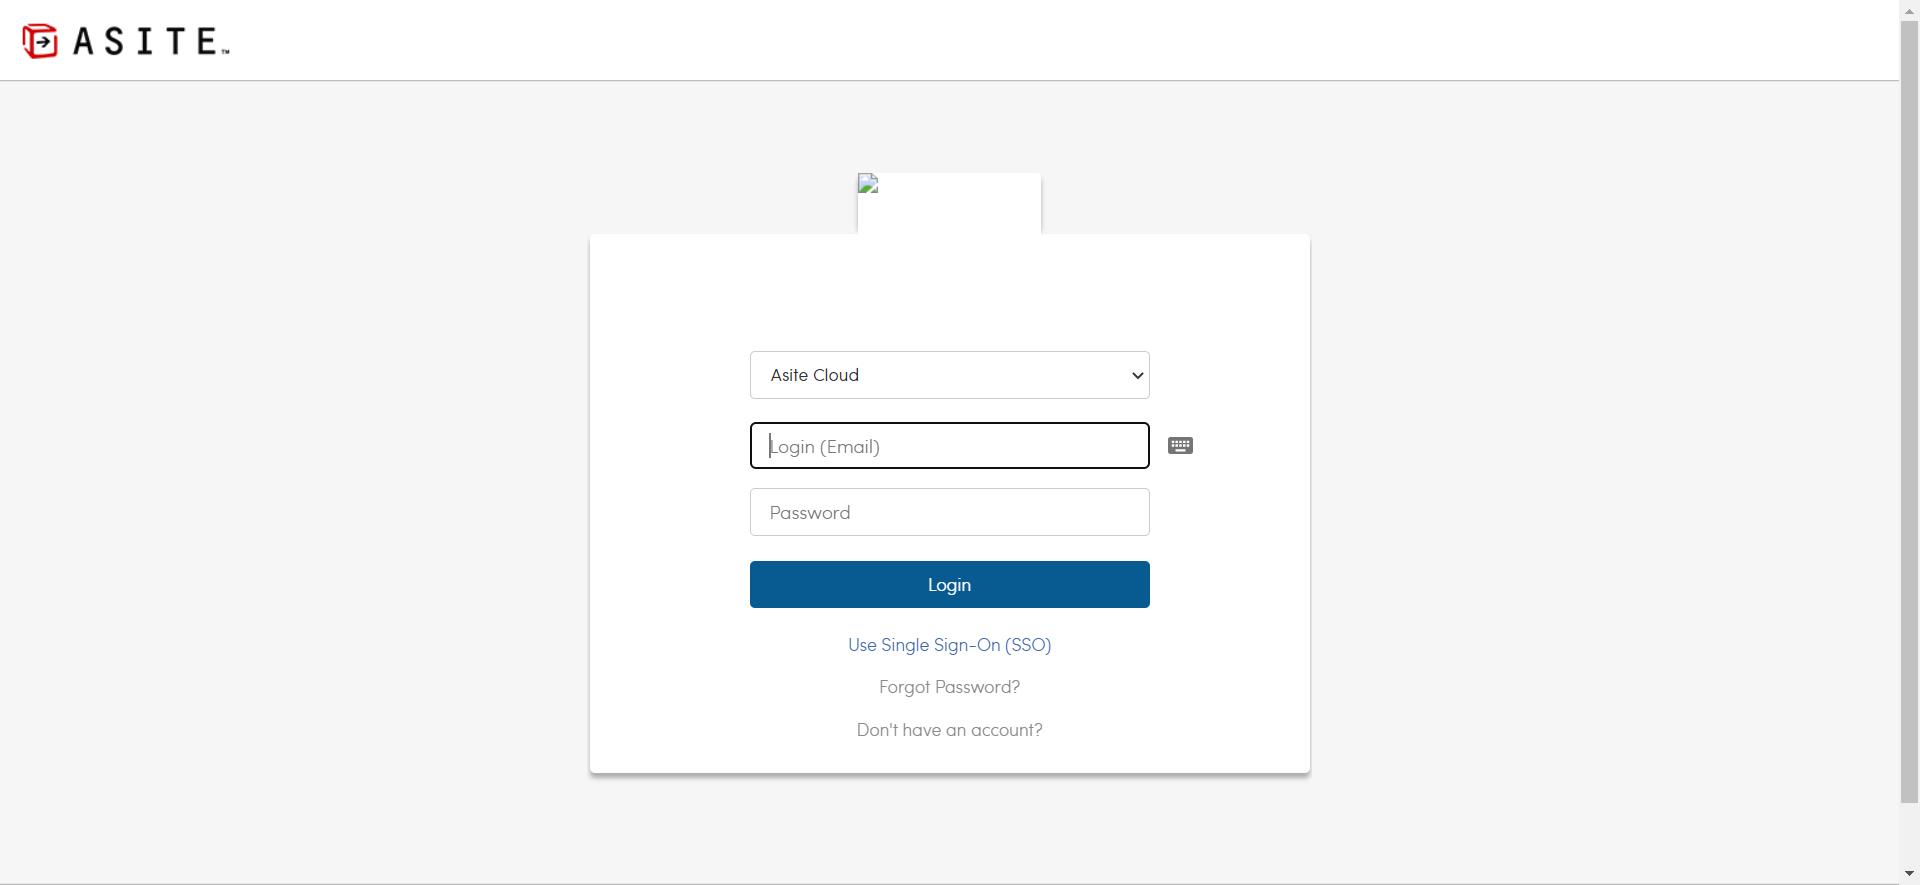 ASITE™
Asite Cloud
Login (Email)
Password
Login
Use Single Sign-On (SSO)
Forgot Password?
Don't have an account?